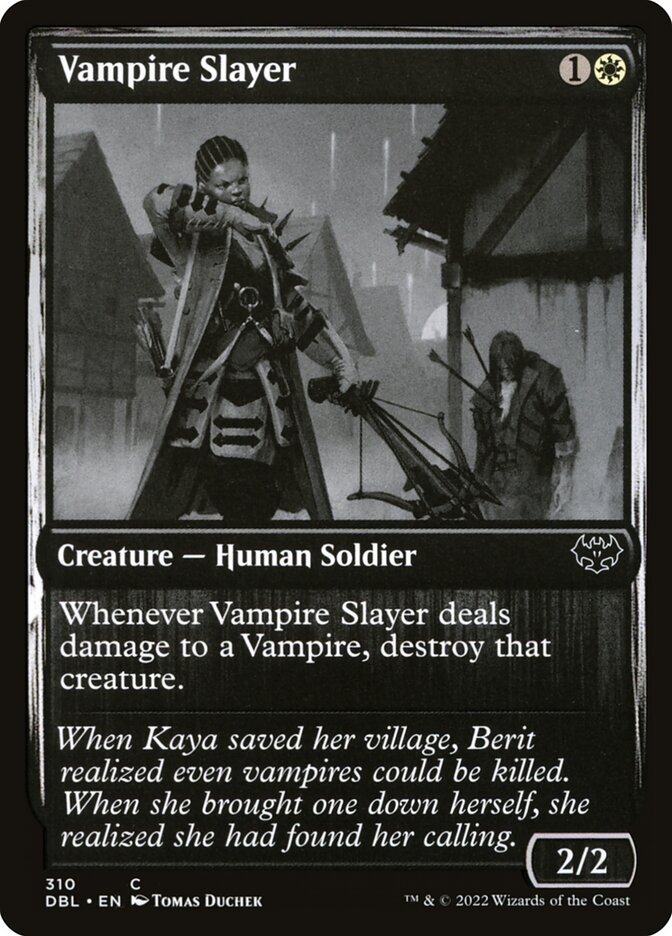 Vampire Slayer 1
Creature — Human Soldier
Whenever Vampire Slayer deals
damage to a Vampire, destroy that
creature.
When Kaya saved her village, Berit
realized even vampires could be killed.
When she brought one down herself, she
realized she had found her calling.
2/2
310 C
DBL • EN Tomas Duchek ™ & © 2022 Wizards of the Coast